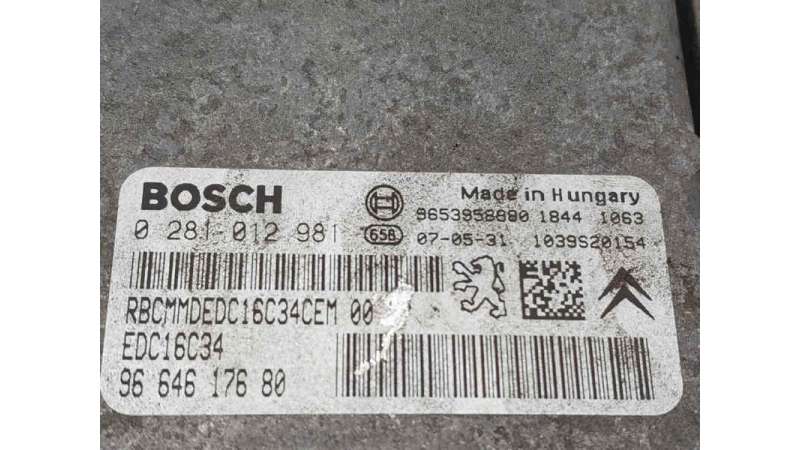 BOSCH
Made in Hungary
9653958880 1844 1063
0 281 012 981
658
07-05-31 1039S20154
RBCMMDEDC16C34CEM 00
EDC16C34
96 646 176 80